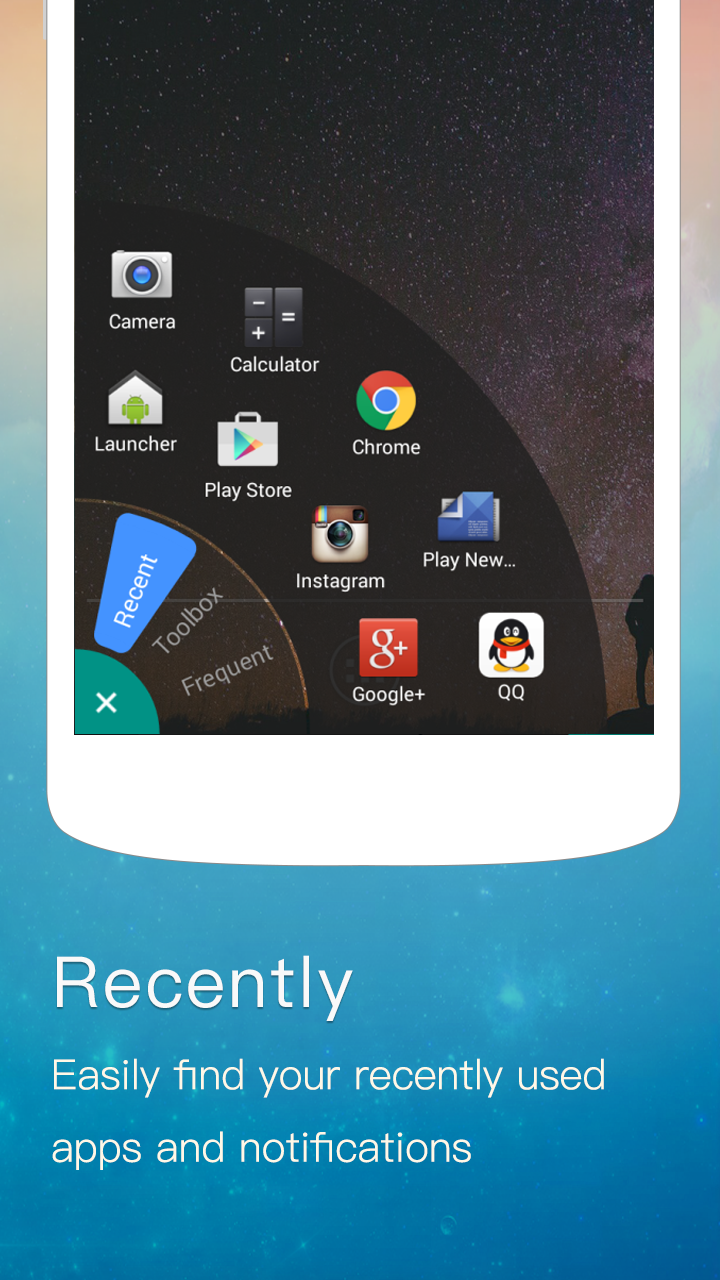 Camera
Calculator
Launcher
Chrome
Play Store
Play New...
Instagram
Recent
Toolbox
Frequent
g+
Google+
QQ
Recently
Easily find your recently used
apps and notifications